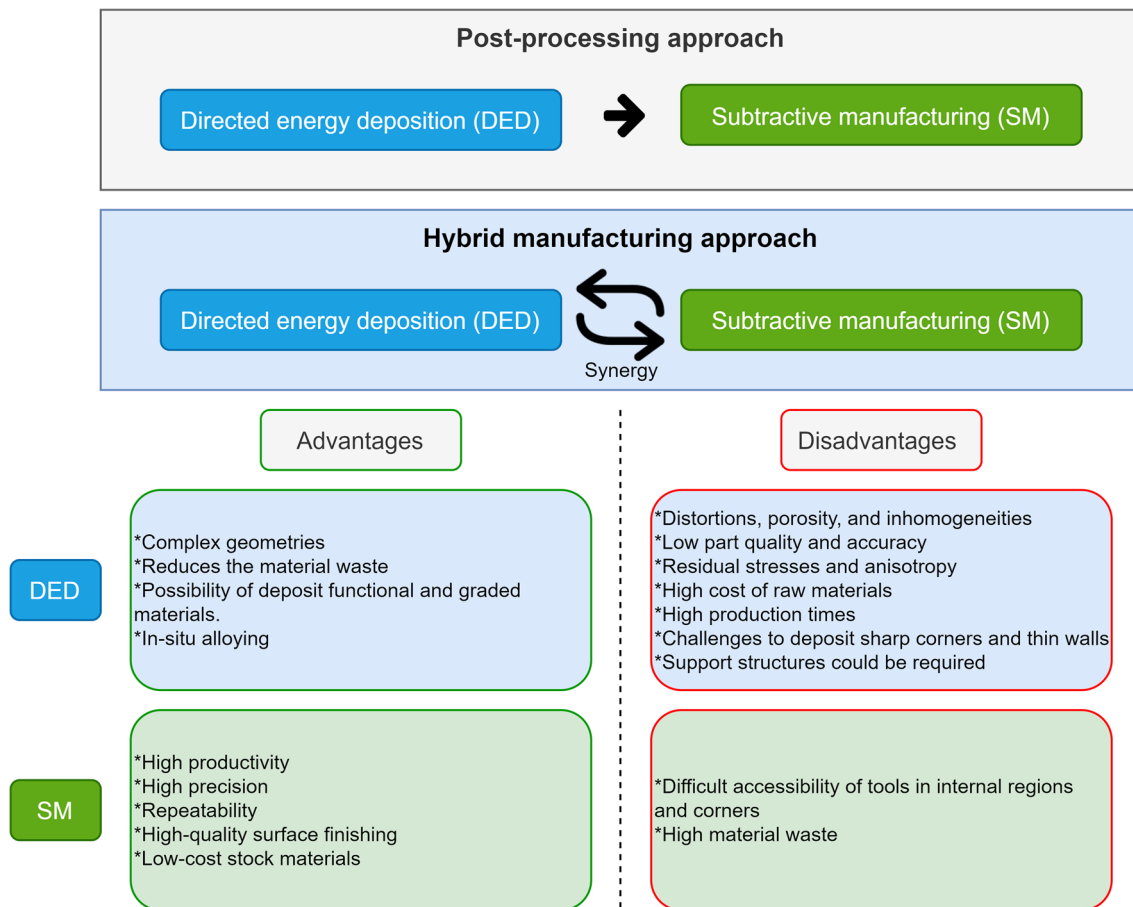 Post-processing approach
Directed energy deposition (DED)
Subtractive manufacturing (SM)
Hybrid manufacturing approach
Directed energy deposition (DED)
Subtractive manufacturing (SM)
Synergy
Advantages
Disadvantages
DED
*Complex geometries
*Reduces the material waste
*Possibility of deposit functional and graded
materials.
*In-situ alloying
*Distortions, porosity, and inhomogeneities
*Low part quality and accuracy
*Residual stresses and anisotropy
*High cost of raw materials
*High production times
*Challenges to deposit sharp corners and thin walls
*Support structures could be required
SM
*High productivity
*High precision
*Repeatability
*High-quality surface finishing
*Low-cost stock materials
*Difficult accessibility of tools in internal regions
and corners
*High material waste